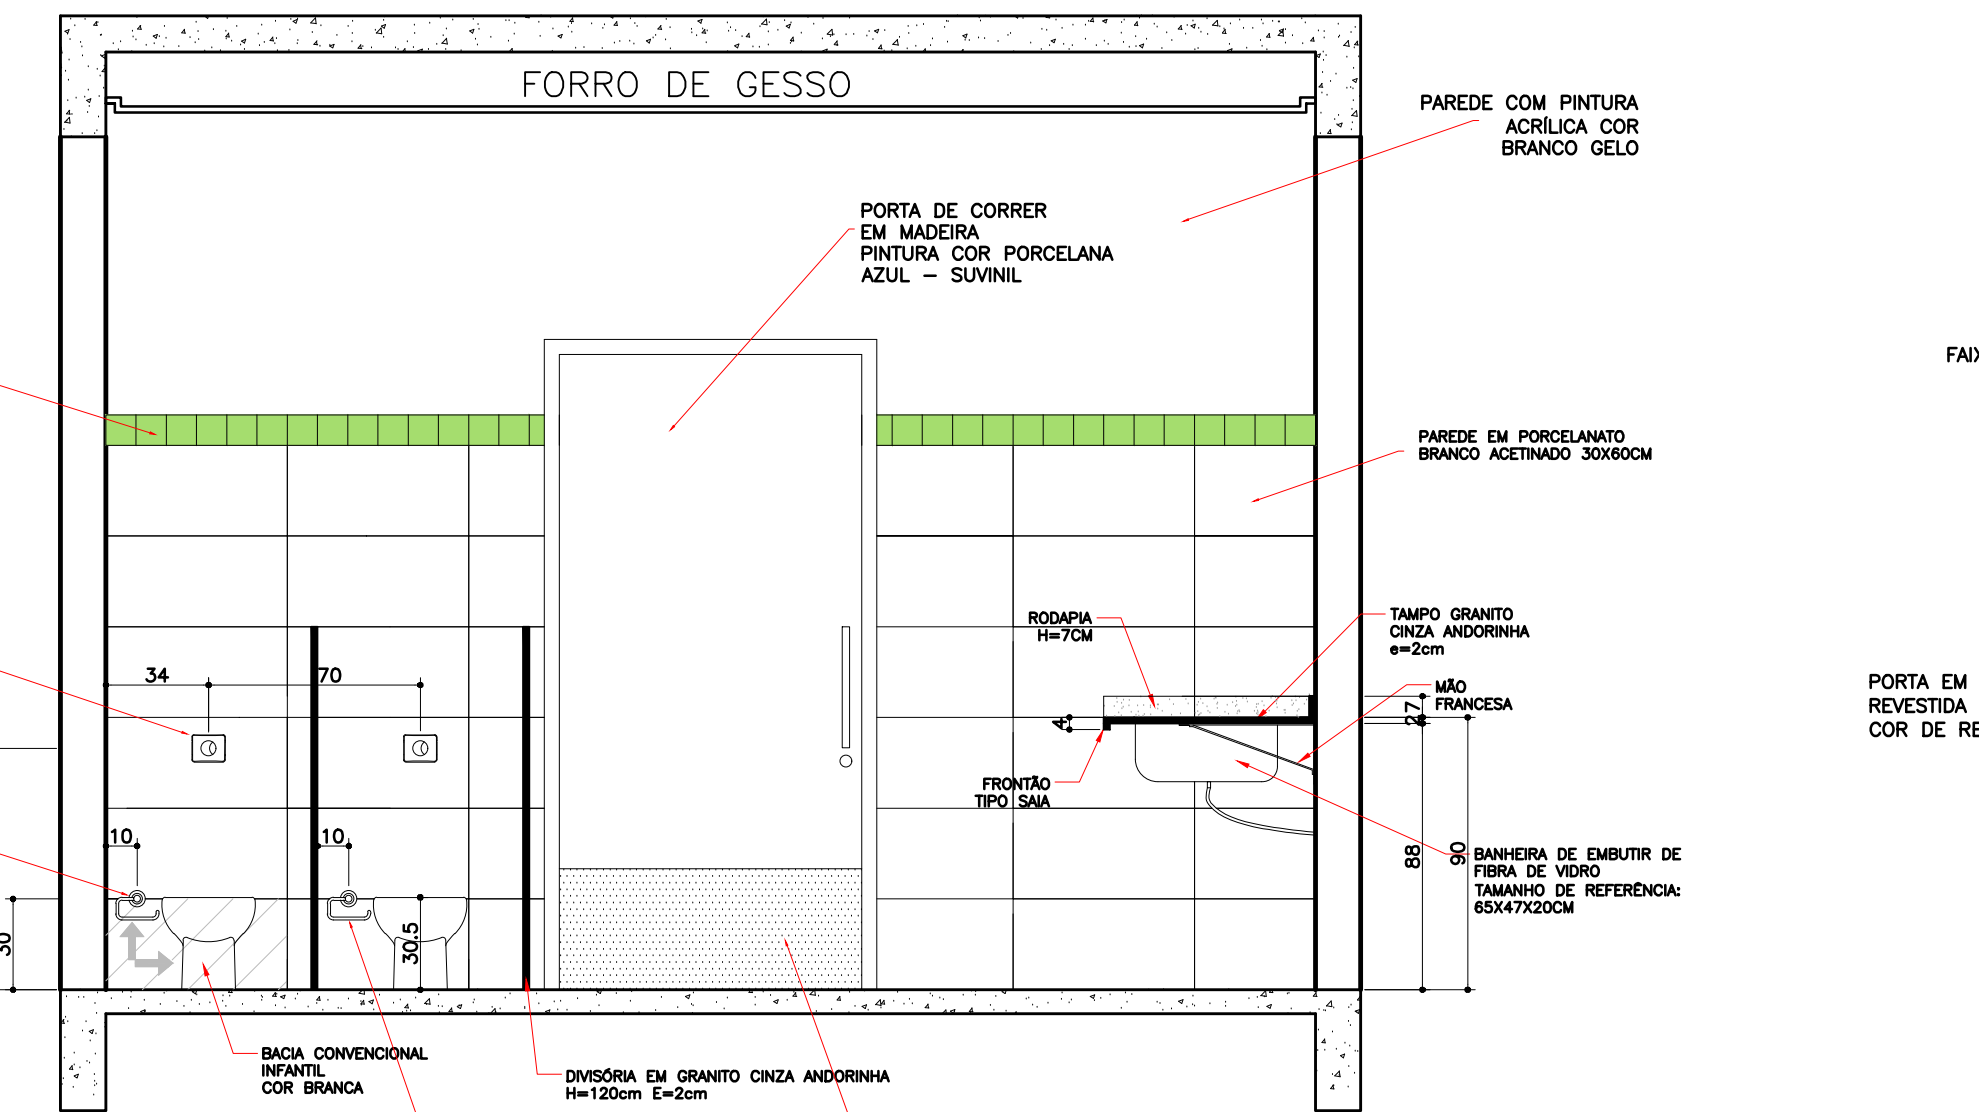 FORRO DE GESSO
PAREDE COM PINTURA
ACRÍLICA COR
BRANCO GELO
PORTA DE CORRER
EM MADEIRA
PINTURA COR PORCELANA
AZUL – SUVINIL
FAIX
PAREDE EM PORCELANATO
BRANCO ACETINADO 30X60CM
RODAPIA
H=7CM
TAMPO GRANITO
CINZA ANDORINHA
e=2cm
34
70
MÃO
FRANCESA
PORTA EM
REVESTIDA
COR DE RE
27
4
FRONTÃO
TIPO SAIA
10
10
88
90
BANHEIRA DE EMBUTIR DE
FIBRA DE VIDRO
TAMANHO DE REFERÊNCIA:
65X47X20CM
30
30.5
BACIA CONVENCIONAL
INFANTIL
COR BRANCA
DIVISÓRIA EM GRANITO CINZA ANDORINHA
H=120cm E=2cm